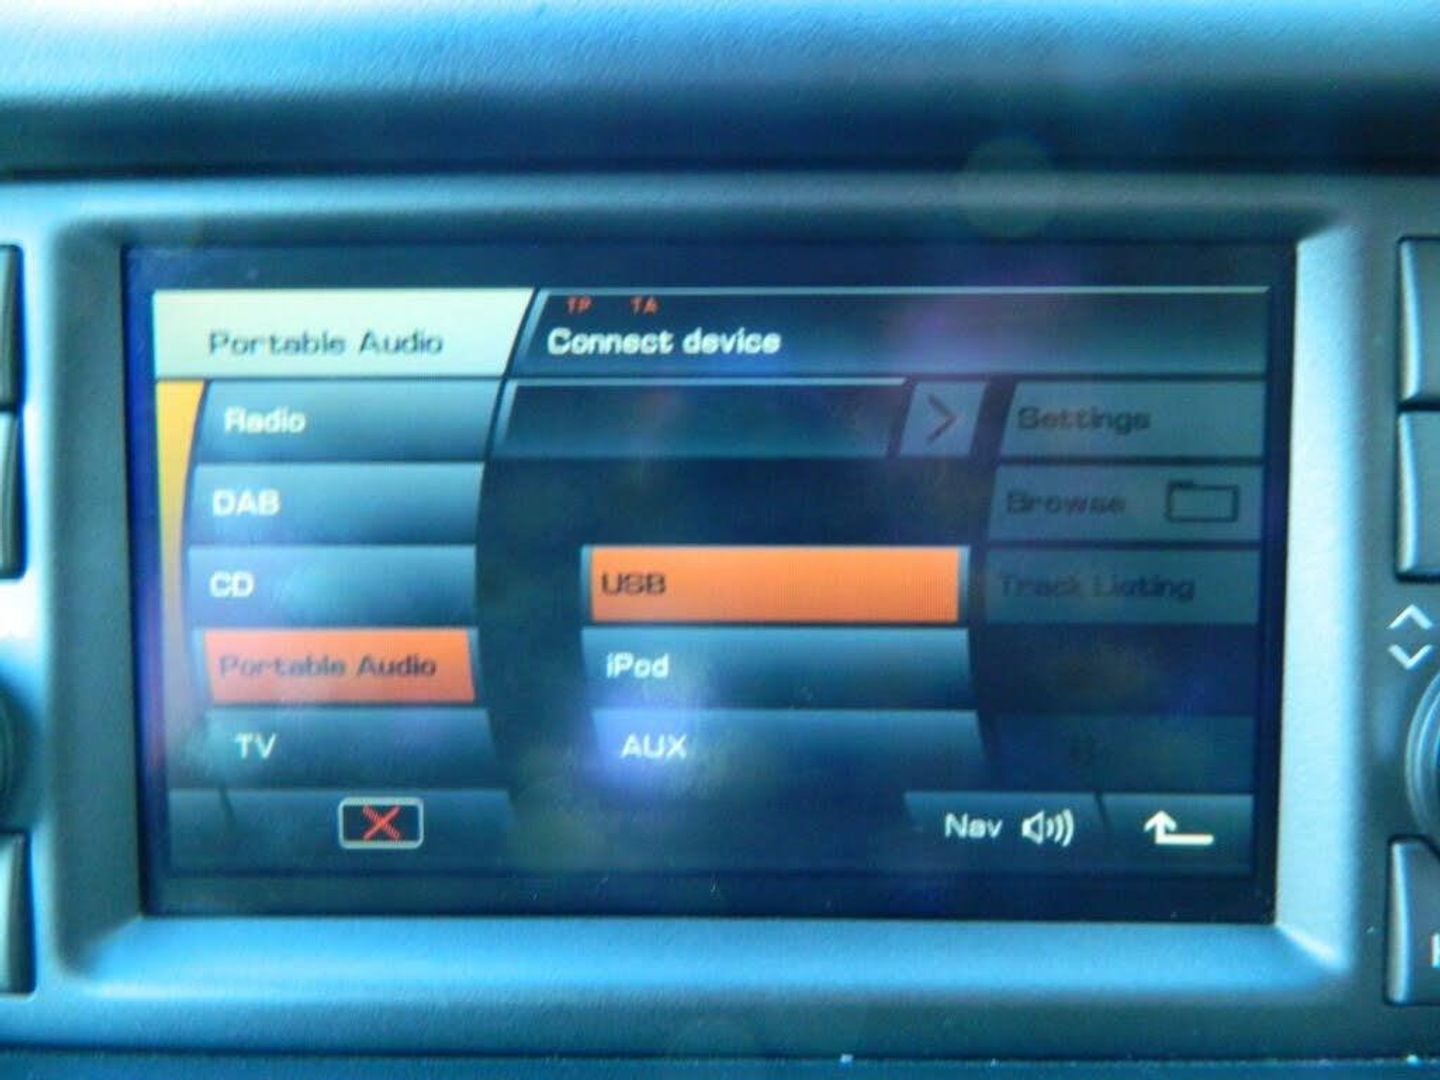 TP TA
Portable Audio Connect device
Radio
Settings
DAB
Browse
CD
USB
Track Listing
Portable Audio
iPod
TV
AUX
Nav